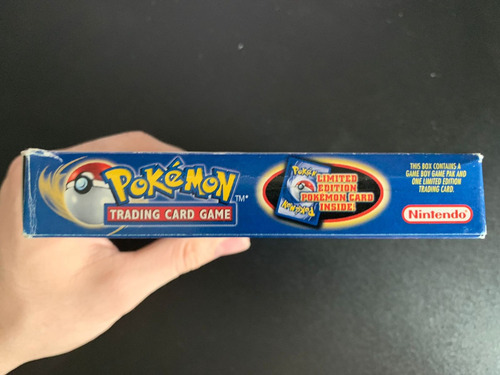 POKéMON
TM
TRADING CARD GAME
LIMITED
EDITION
POKÉMON CARD
INSIDE!
THIS BOX CONTAINS A
GAME BOY GAME PAK AND
ONE LIMITED EDITION
TRADING CARD.
Nintendo